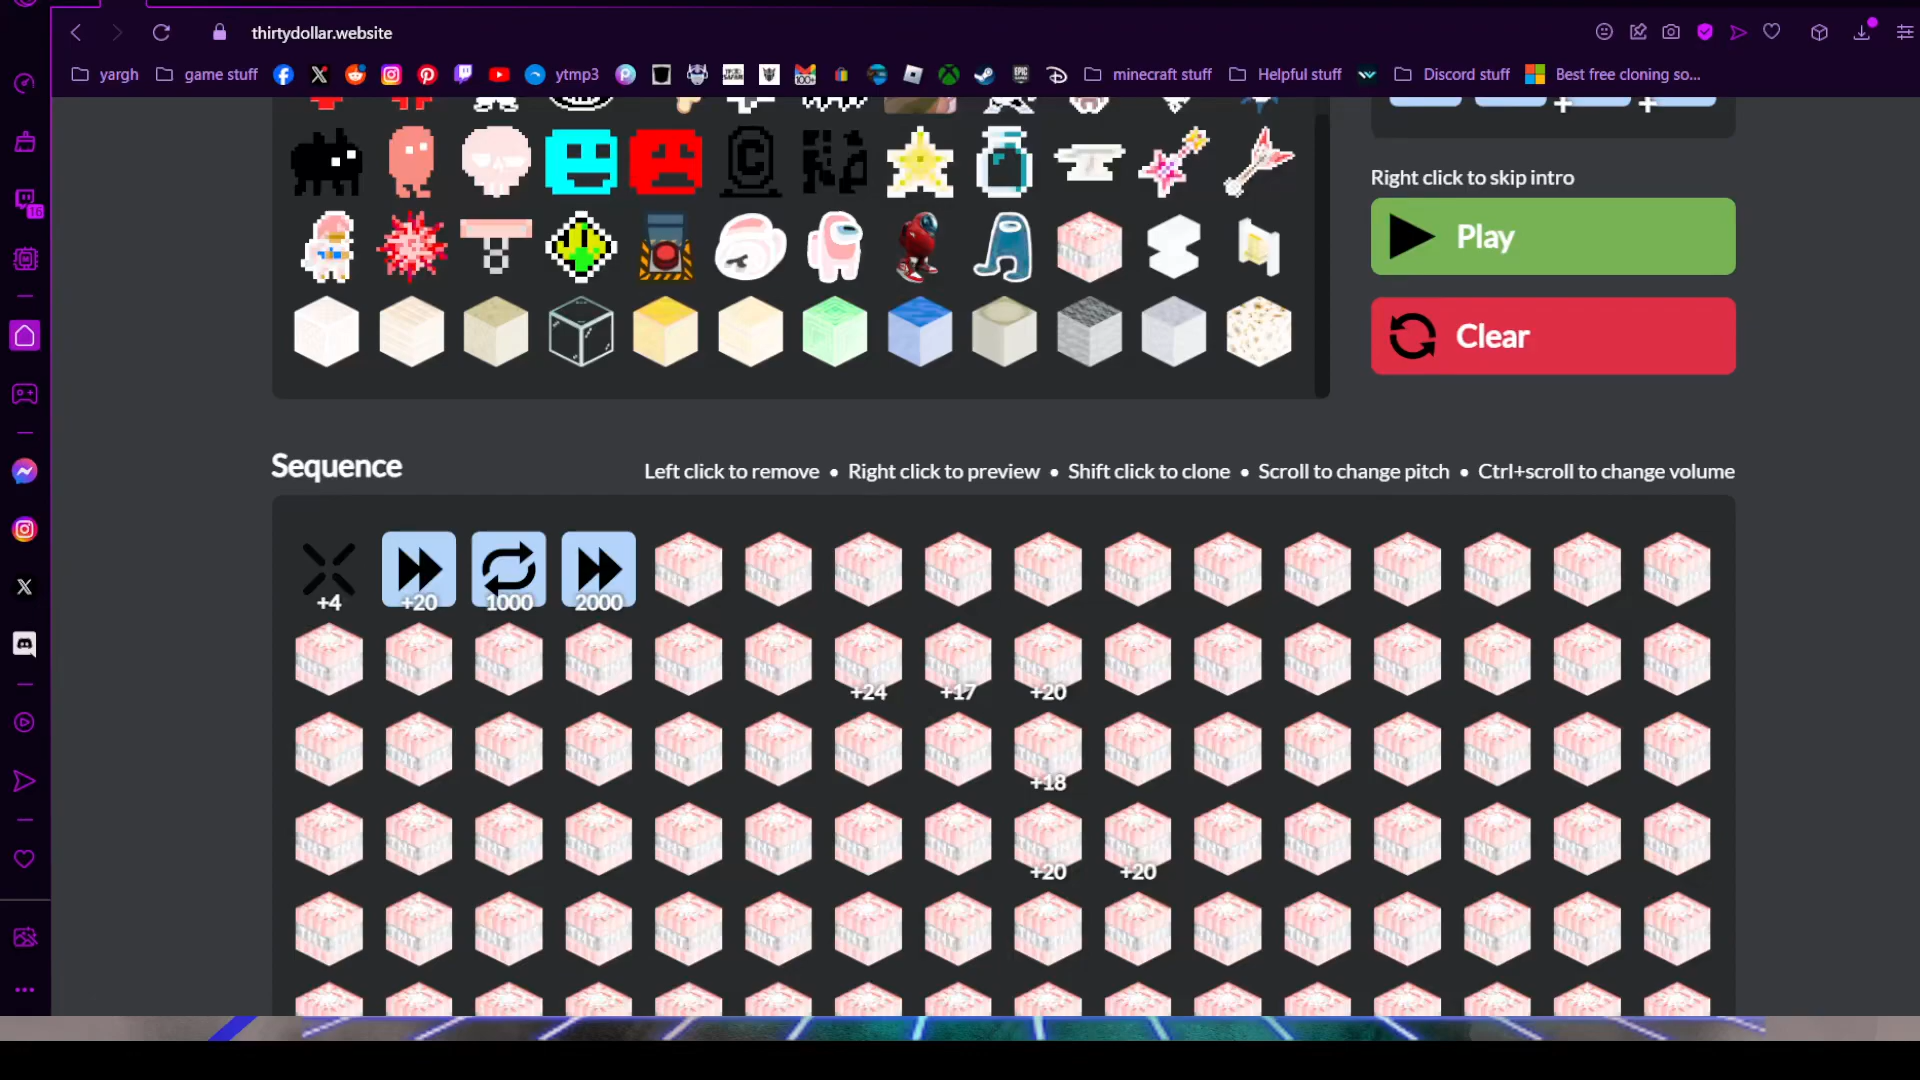 thirtydollar.website
yargh
game stuff
ytmp3
minecraft stuff
Helpful stuff
Discord stuff
Best free cloning so...
16
Right click to skip intro
Play
Clear
Sequence
Left click to remove • Right click to preview • Shift click to clone • Scroll to change pitch • Ctrl+scroll to change volume
+4 +20 1000 2000
+24 +17 +20
+18
+20 +20